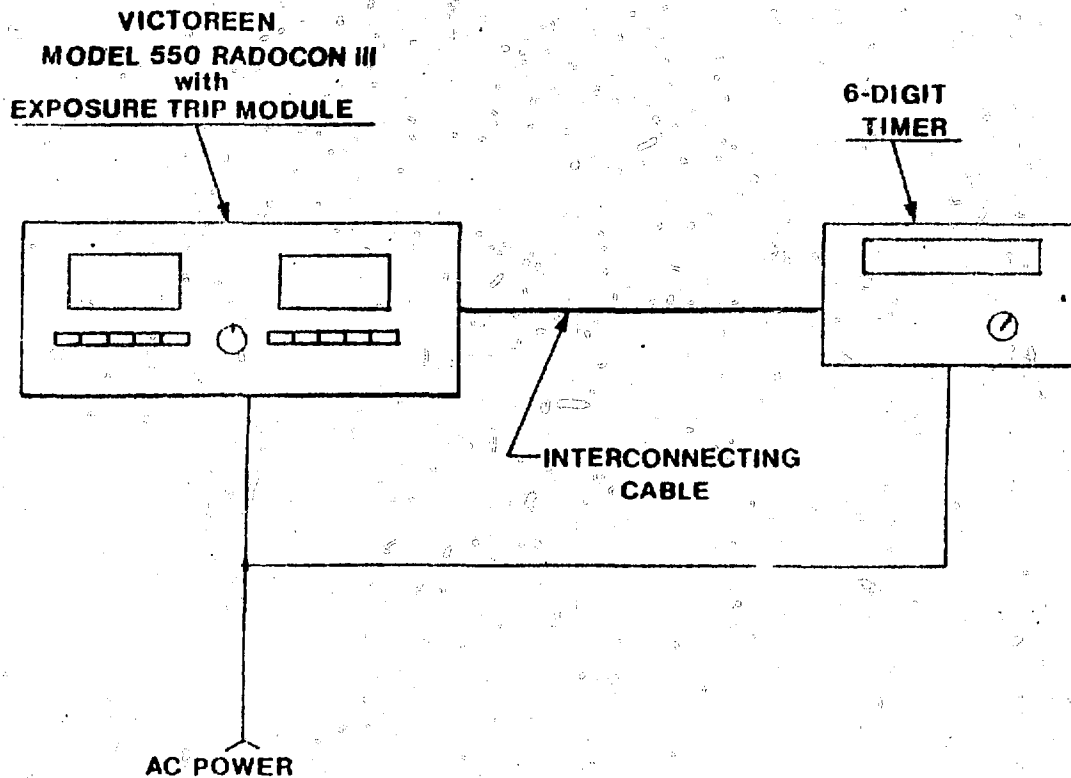 VICTOREEN
MODEL 550 RADOCON III
with
EXPOSURE TRIP MODULE
6-DIGIT
TIMER
INTERCONNECTING
CABLE
AC POWER